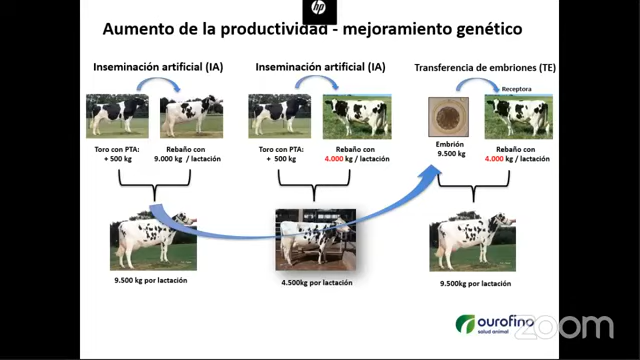 hp
Aumento de la productividad - mejoramiento genético
Inseminación artificial (IA)
Toro con PTA:
+ 500 kg
Rebaño con
9.000 kg / lactación
9.500 kg por lactación
Inseminación artificial (IA)
Toro con PTA:
+ 500 kg
Rebaño con
4.000 kg / lactación
4.500kg por lactación
Transferencia de embriones (TE)
Receptora
Embrión
9.500 kg
Rebaño con
4.000 kg / lactación
9.500kg por lactación
ourofino
salud animal
zoom